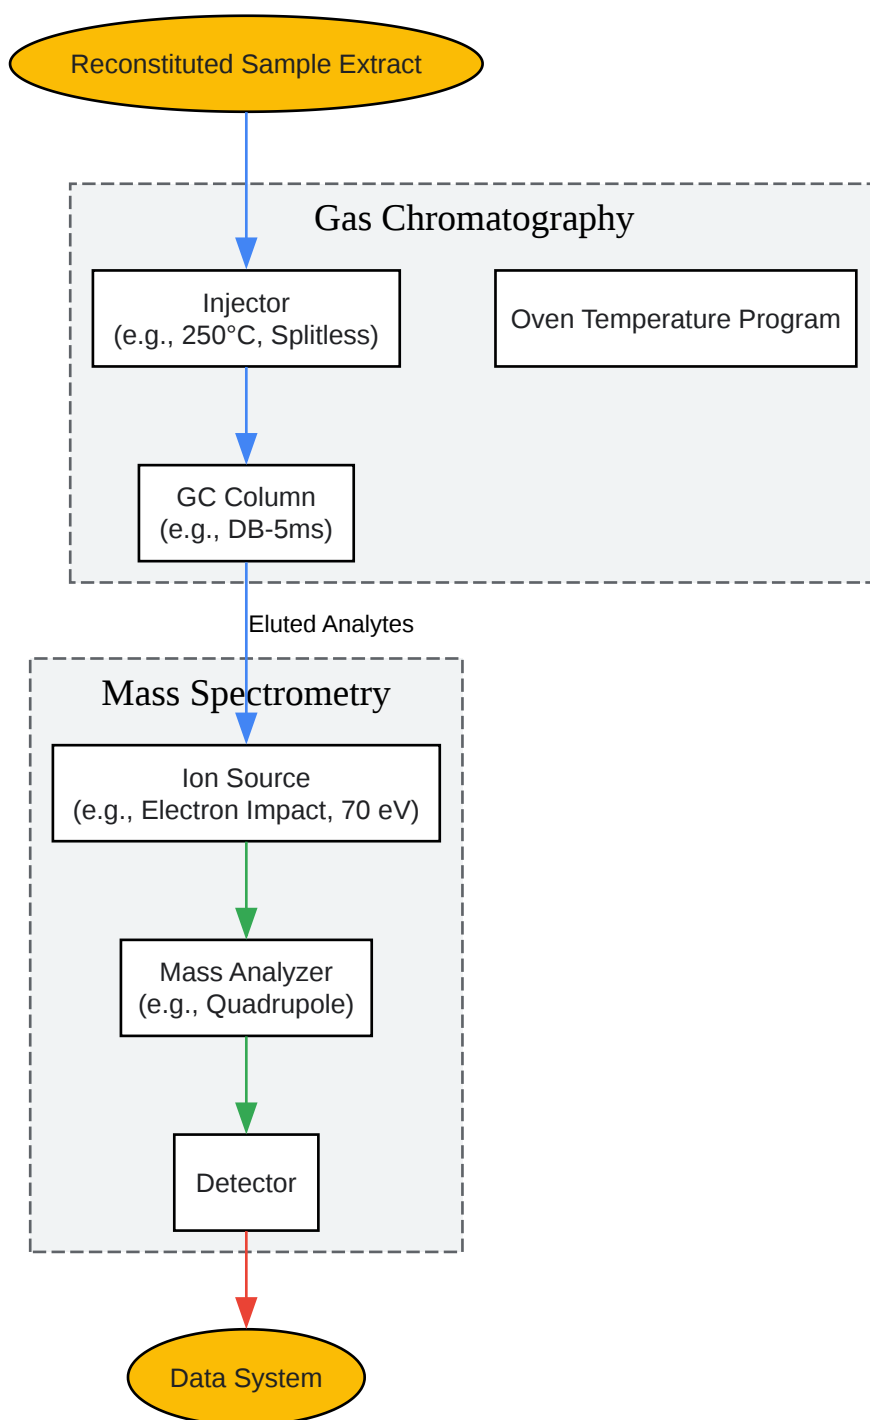 Reconstituted Sample Extract
Gas Chromatography
Injector
(e.g., 250°C, Splitless)
Oven Temperature Program
GC Column
(e.g., DB-5ms)
Eluted Analytes
Mass Spectrometry
Ion Source
(e.g., Electron Impact, 70 eV)
Mass Analyzer
(e.g., Quadrupole)
Detector
Data System